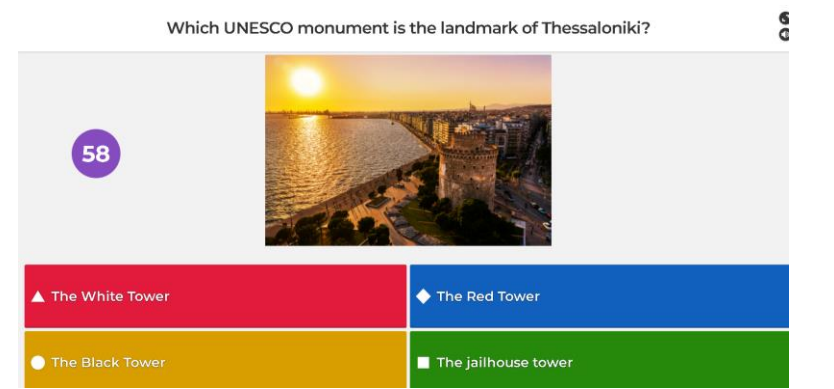 Which UNESCO monument is the landmark of Thessaloniki?
58
The White Tower
The Red Tower
The Black Tower
The jailhouse tower